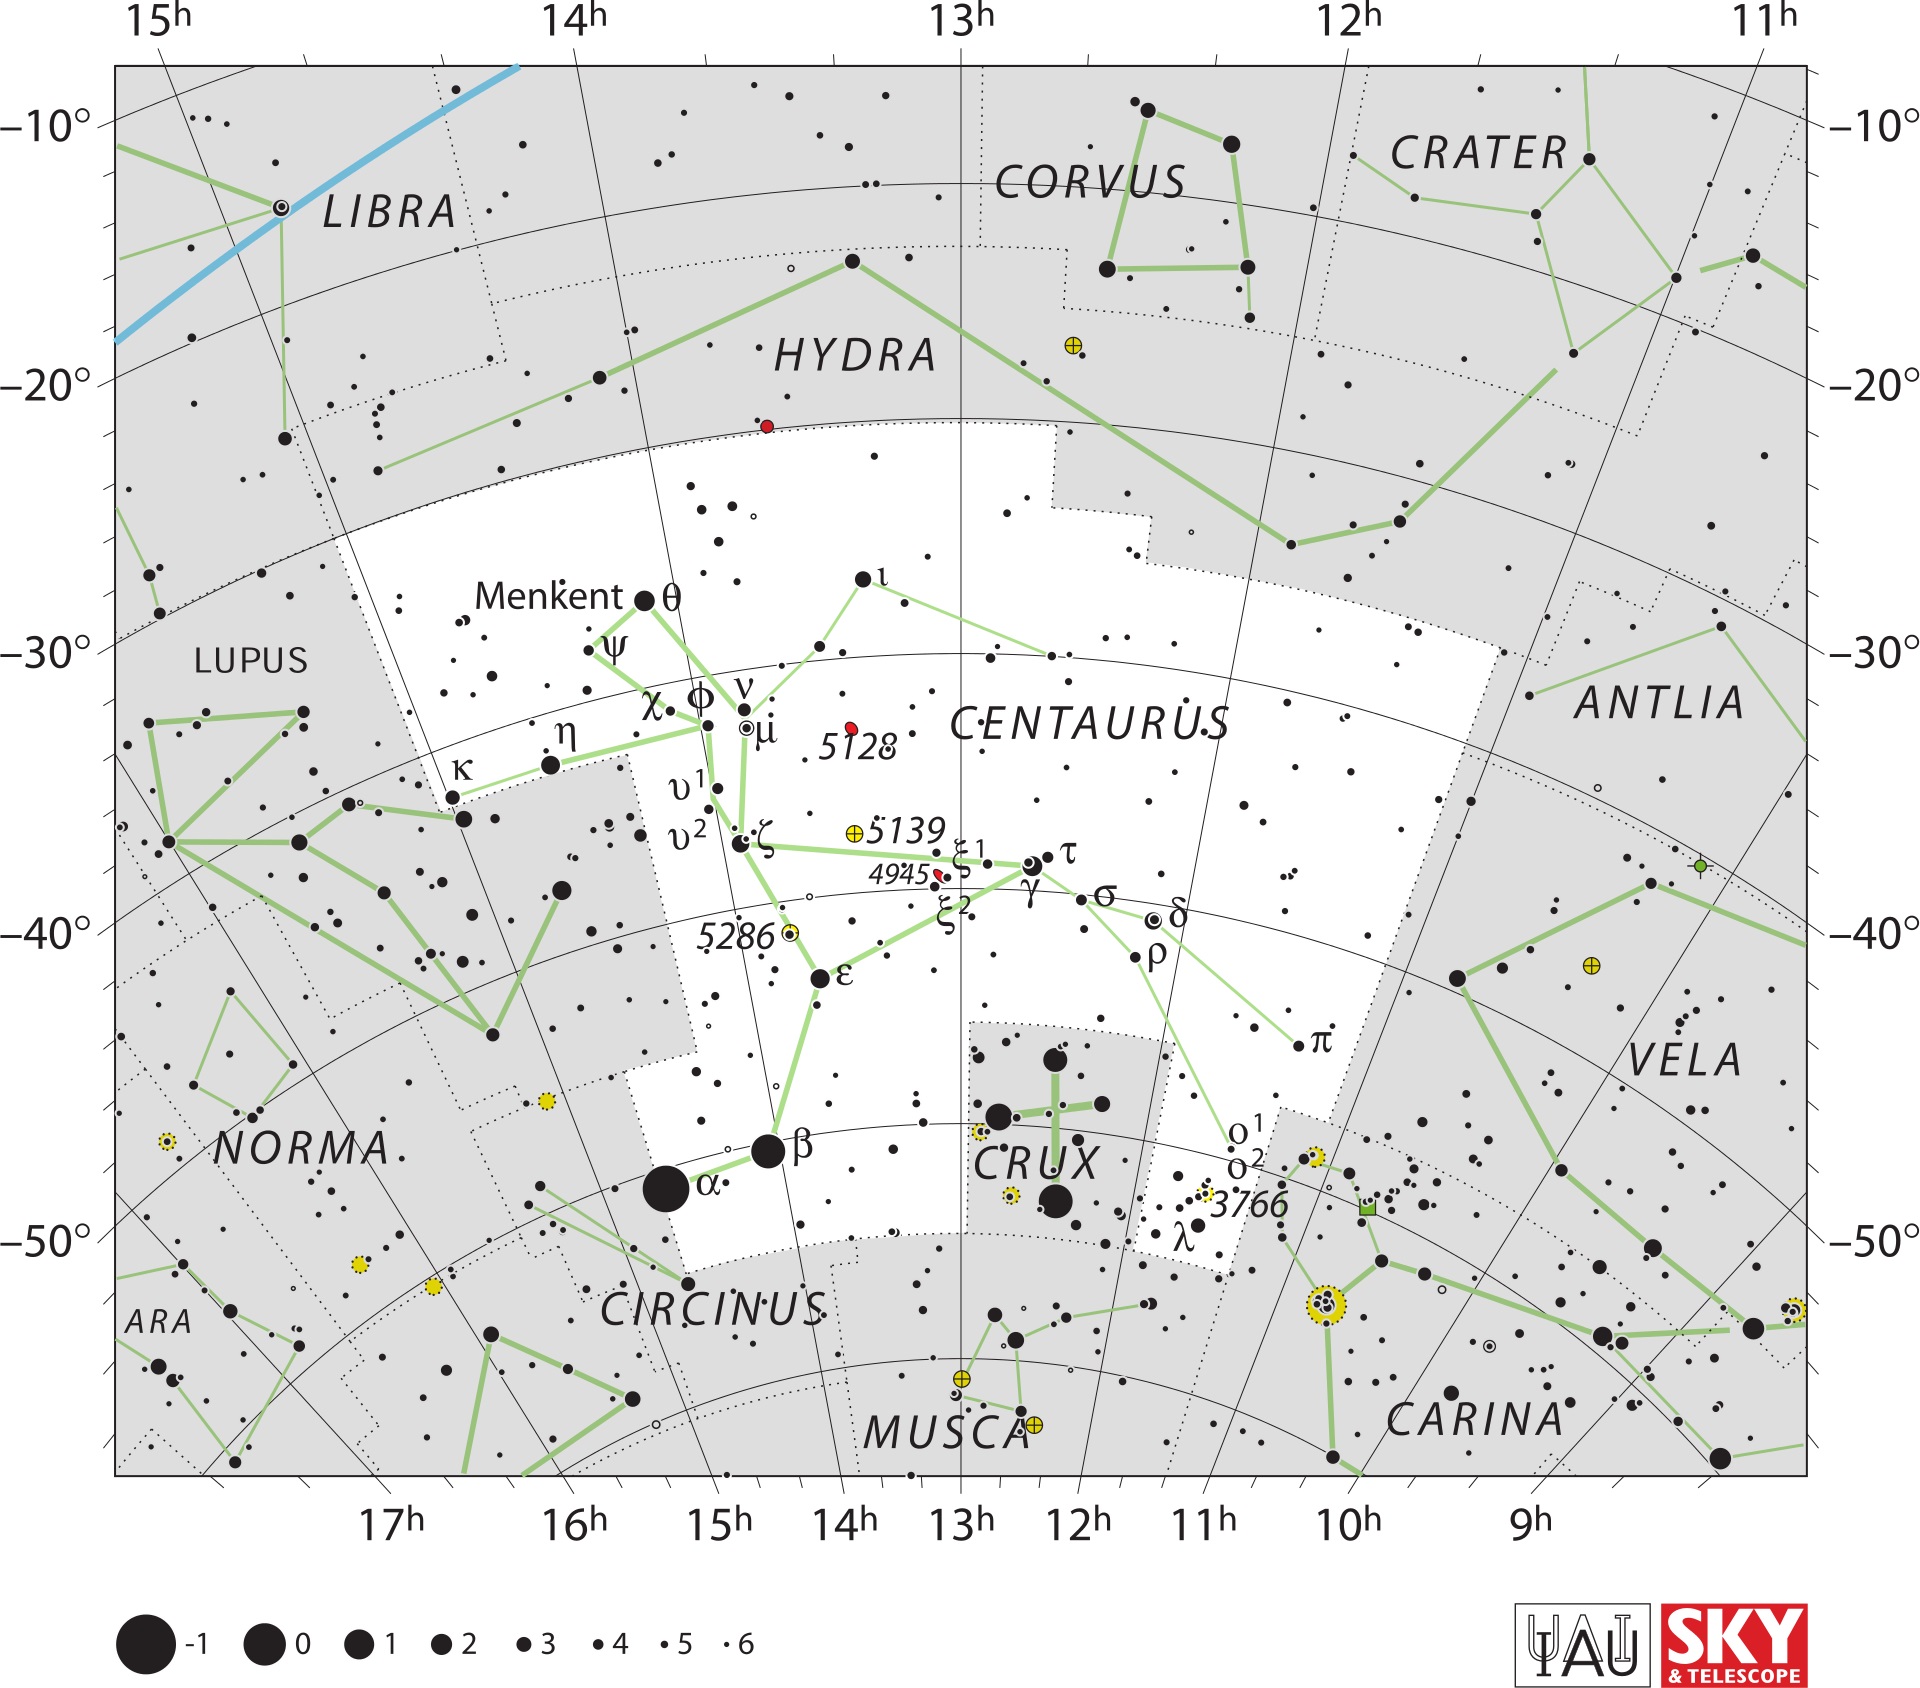 15h 14h 13h 12h 11h
−10° −10°
CRATER
CORVUS
LIBRA
HYDRA
−20° −20°
Menkent θ ι
ψ
−30° −30°
LUPUS
χ φ ν
ANTLIA
CENTAURUS
η μ
5128
κ
υ1
υ2 ζ
5139
ξ1 τ
4945
γ
ξ2 σ δ
−40° −40°
5286
ρ
ε
π
VELA
NORMA
β
ο1
CRUX
ο2
α
3766
λ
−50° −50°
CIRCINUS
ARA
MUSCA
CARINA
17h 16h 15h 14h 13h 12h 11h 10h 9h
-1 0 1 2 3 4 5 6
IAU
SKY
& TELESCOPE